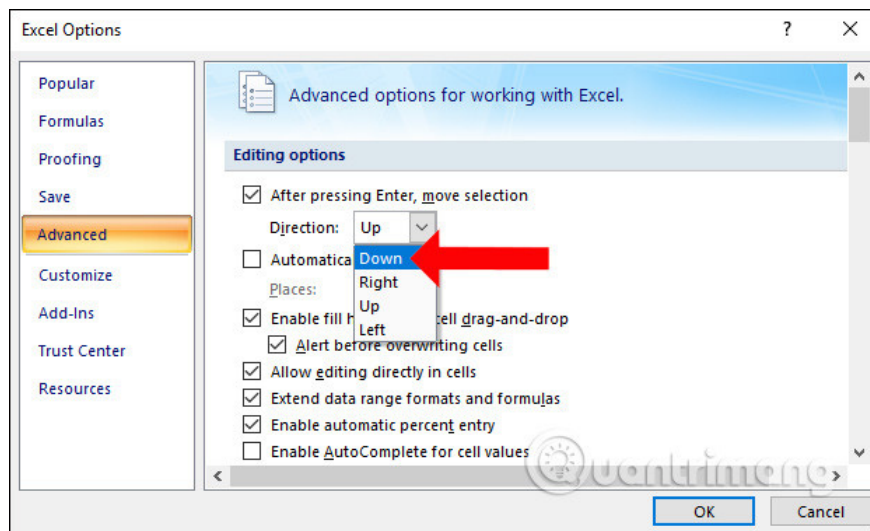 Excel Options
?
Popular
Formulas
Proofing
Save
Advanced
Customize
Add-Ins
Trust Center
Resources
Advanced options for working with Excel.
Editing options
After pressing Enter, move selection
Direction: Up
Down
Right
Up
Left
Places:
Enable fill cell drag-and-drop
Alert before overwriting cells
Allow editing directly in cells
Extend data range formats and formulas
Enable automatic percent entry
Enable AutoComplete for cell values
Quantrimang
OK Cancel